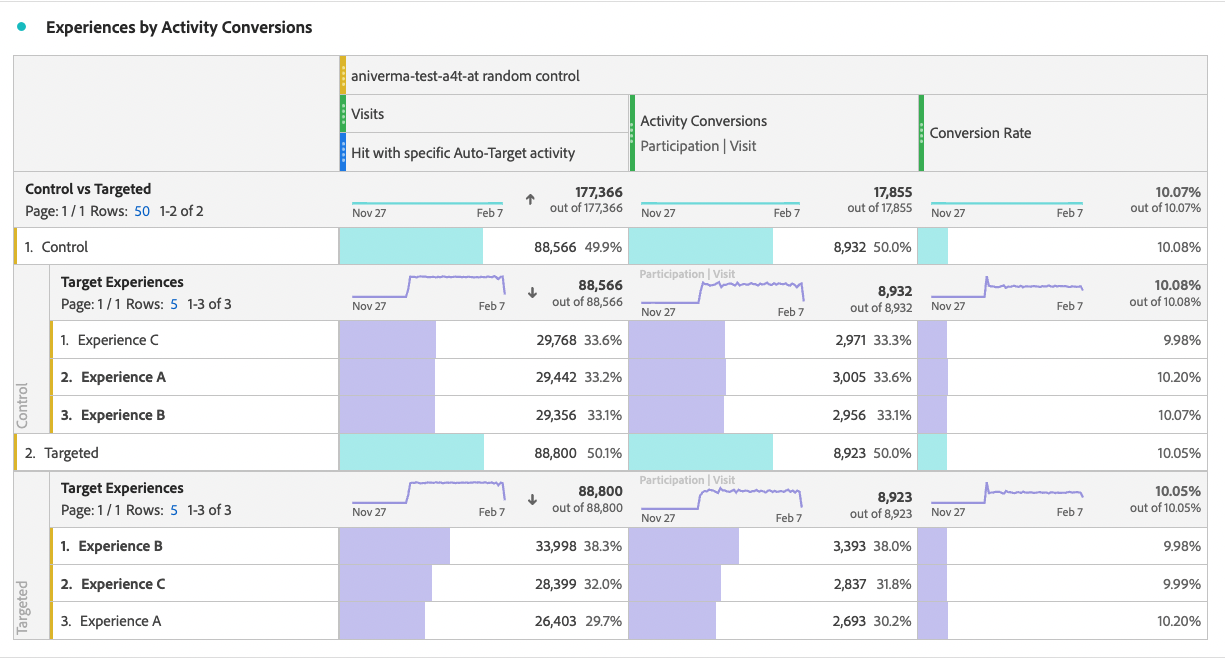 Experiences by Activity Conversions
aniverma-test-a4t-at random control
Visits
Hit with specific Auto-Target activity
Activity Conversions
Participation | Visit
Conversion Rate
Control vs Targeted
Page: 1 / 1 Rows: 50 1-2 of 2
Nov 27 Feb 7
177,366
out of 177,366
Nov 27 Feb 7
17,855
out of 17,855
Nov 27 Feb 7
10.07%
out of 10.07%
1. Control 88,566 49.9% 8,932 50.0% 10.08%
Control
Target Experiences
Page: 1 / 1 Rows: 5 1-3 of 3
Nov 27 Feb 7
88,566
out of 88,566
Participation | Visit
Nov 27 Feb 7
8,932
out of 8,932
Nov 27 Feb 7
10.08%
out of 10.08%
1. Experience C 29,768 33.6% 2,971 33.3% 9.98%
2. Experience A 29,442 33.2% 3,005 33.6% 10.20%
3. Experience B 29,356 33.1% 2,956 33.1% 10.07%
2. Targeted 88,800 50.1% 8,923 50.0% 10.05%
Targeted
Target Experiences
Page: 1 / 1 Rows: 5 1-3 of 3
Nov 27 Feb 7
88,800
out of 88,800
Participation | Visit
Nov 27 Feb 7
8,923
out of 8,923
Nov 27 Feb 7
10.05%
out of 10.05%
1. Experience B 33,998 38.3% 3,393 38.0% 9.98%
2. Experience C 28,399 32.0% 2,837 31.8% 9.99%
3. Experience A 26,403 29.7% 2,693 30.2% 10.20%